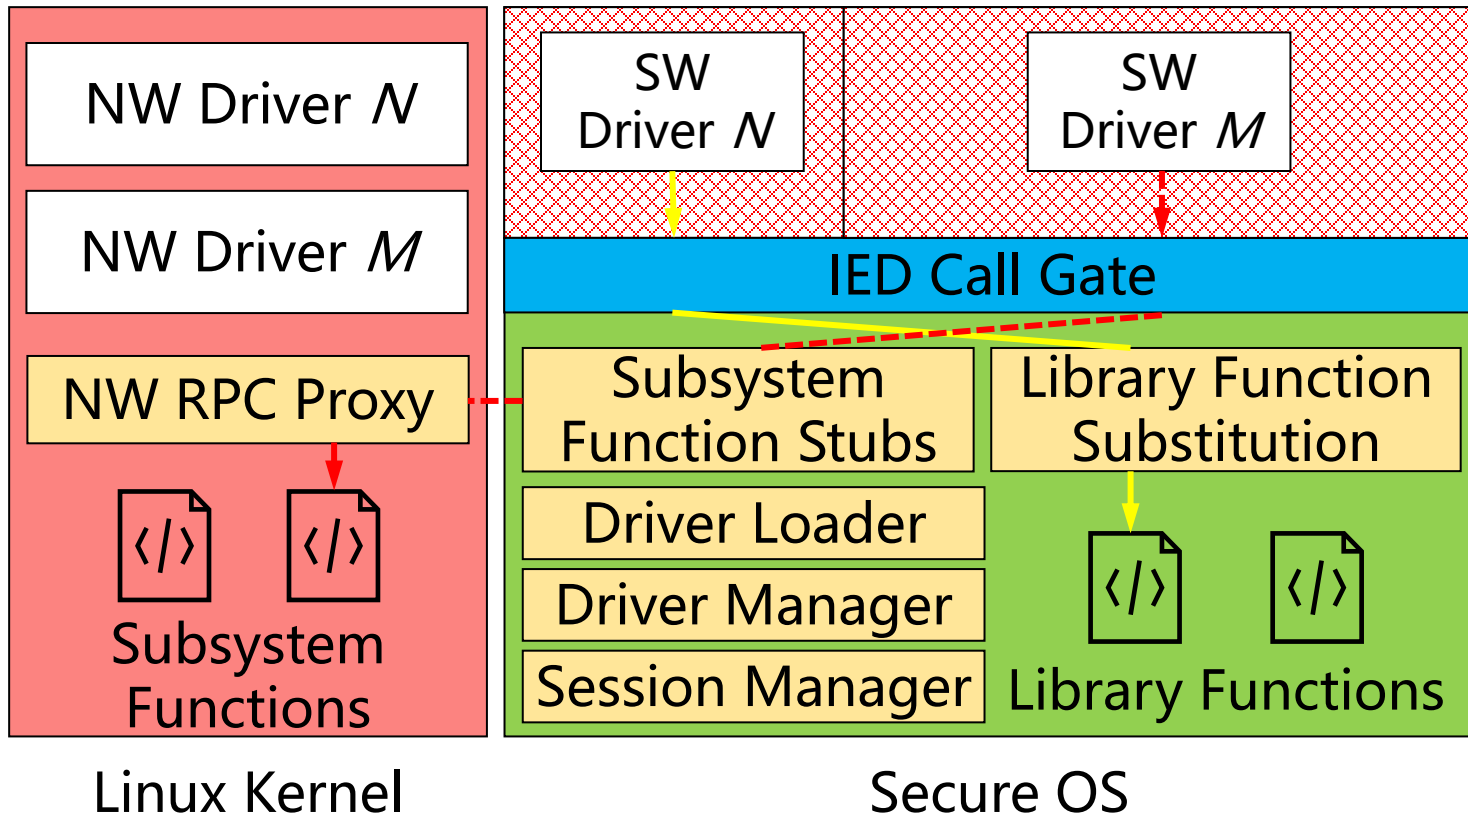 NW Driver N
NW Driver M
NW RPC Proxy
</>
</>
Subsystem
Functions
Linux Kernel
SW
Driver N
SW
Driver M
IED Call Gate
Subsystem
Function Stubs
Library Function
Substitution
Driver Loader
Driver Manager
Session Manager
</>
</>
Library Functions
Secure OS